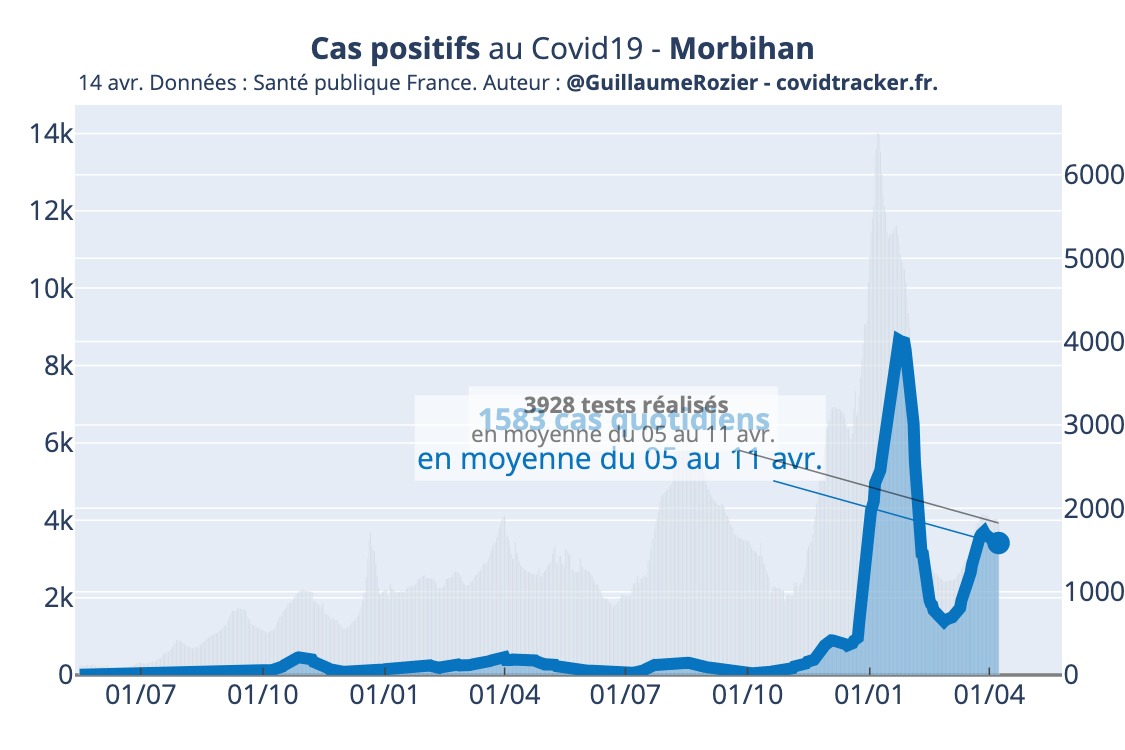 Cas positifs au Covid19 - Morbihan
14 avr. Données : Santé publique France. Auteur : @GuillaumeRozier - covidtracker.fr.
14k
12k
10k
8k
6k
4k
2k
0
6000
5000
4000
3000
2000
1000
0
3928 tests réalisés
1583 cas quotidiens
en moyenne du 05 au 11 avr.
en moyenne du 05 au 11 avr.
01/07
01/10
01/01
01/04
01/07
01/10
01/01
01/04